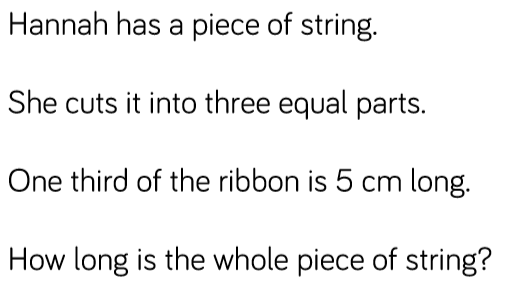 Hannah has a piece of string.
She cuts it into three equal parts.
One third of the ribbon is 5 cm long.
How long is the whole piece of string?